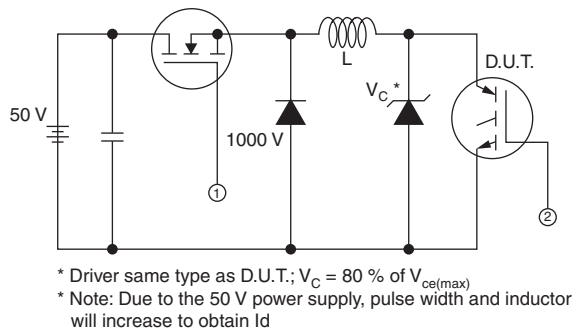 50 V
1000 V
L
V_C *
D.U.T.
1
2
* Driver same type as D.U.T.; V_C = 80 % of V_ce(max)
* Note: Due to the 50 V power supply, pulse width and inductor
will increase to obtain Id